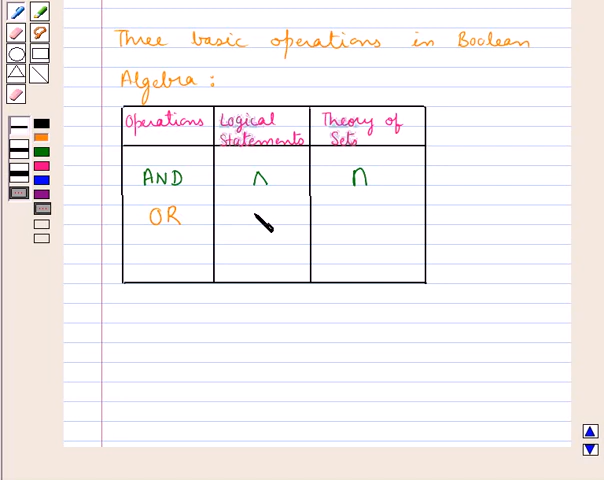 Three basic operations in Boolean
Algebra :
Operations Logical Statements Theory of Sets
AND ∧ ∩
OR